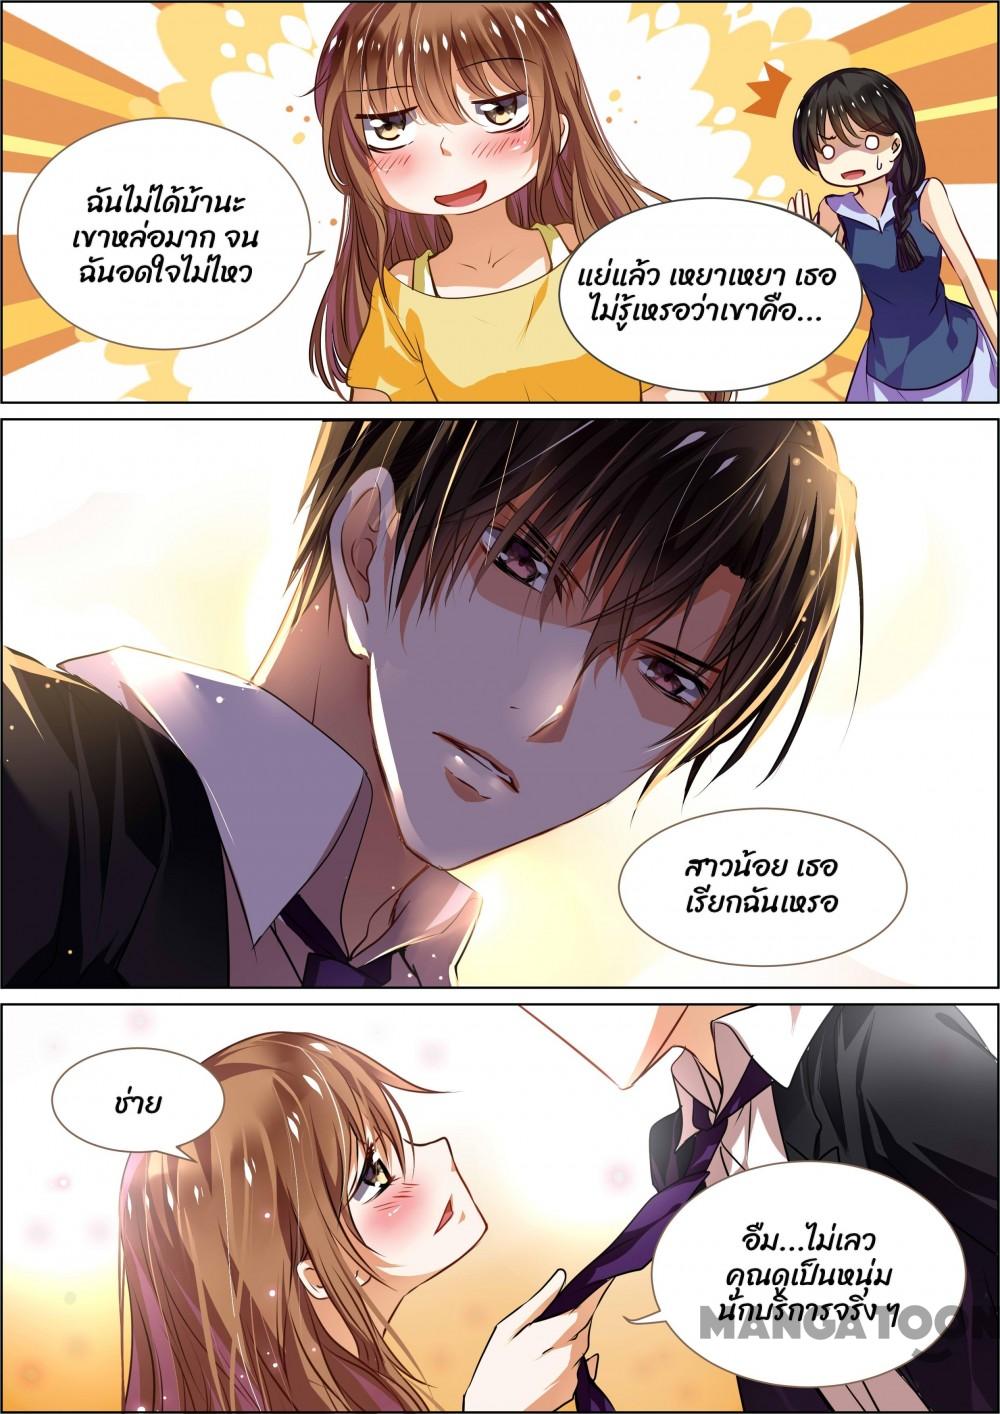 ฉันไม่ได้บ้านะ
เขาหล่อมาก จน
ฉันอดใจไม่ไหว
แย่แล้ว เหยาเหยา เธอ
ไม่รู้เหรอว่าเขาคือ...
สาวน้อย เธอ
เรียกฉันเหรอ
ช่าย
อืม...ไม่เลว
คุณดูเป็นหนุ่ม
นักบริการจริง ๆ
MANGATOON